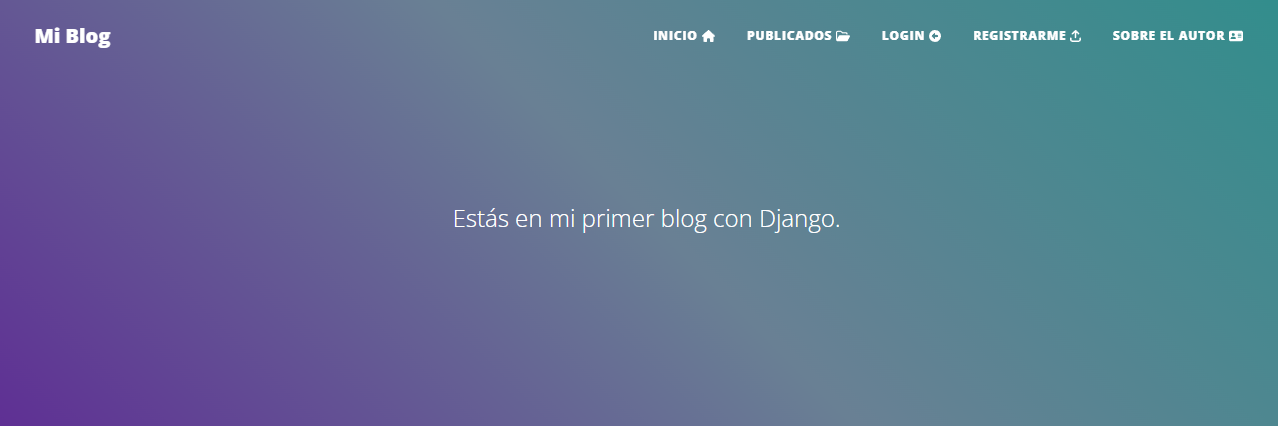 Mi Blog
INICIO PUBLICADOS LOGIN REGISTRARME SOBRE EL AUTOR
Estás en mi primer blog con Django.